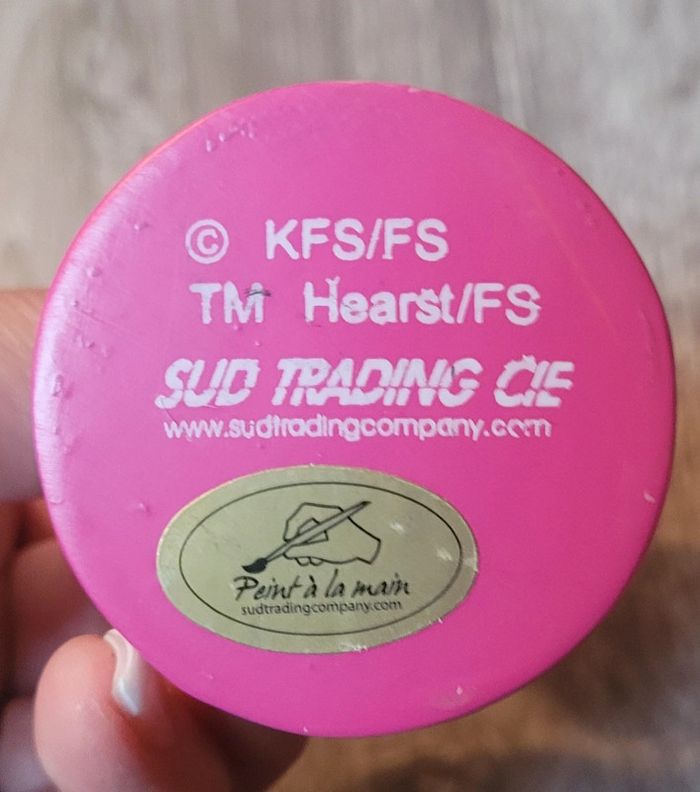 © KFS/FS
TM Hearst/FS
SUD TRADING CIE
www.sudtradingcompany.com
Peint à la main
sudtradingcompany.com